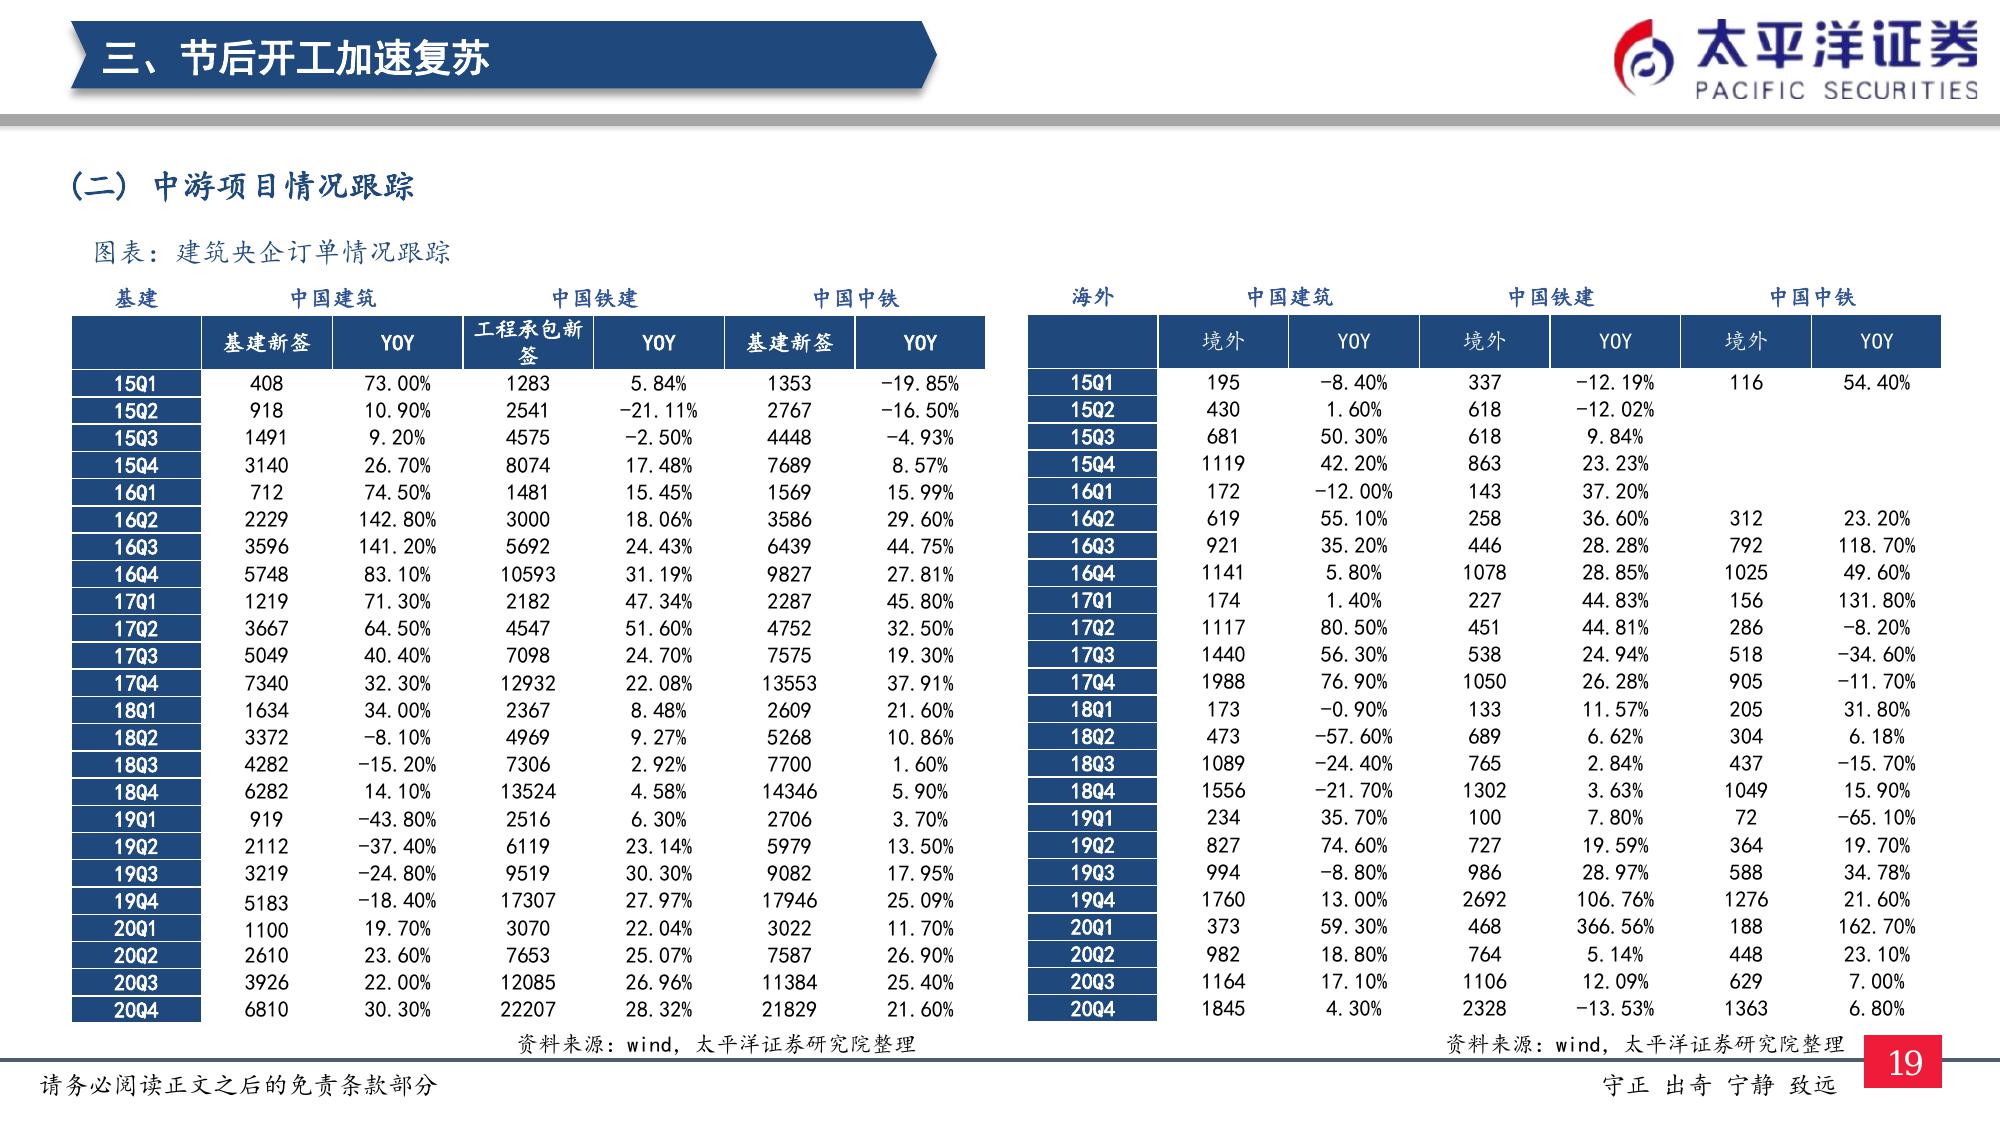 三、节后开工加速复苏
太平洋证券
PACIFIC SECURITIES
(二) 中游项目情况跟踪
图表：建筑央企订单情况跟踪
基建 中国建筑 中国铁建 中国中铁
基建新签 YOY 工程承包新签 YOY 基建新签 YOY
15Q1 408 73.00% 1283 5.84% 1353 -19.85%
15Q2 918 10.90% 2541 -21.11% 2767 -16.50%
15Q3 1491 9.20% 4575 -2.50% 4448 -4.93%
15Q4 3140 26.70% 8074 17.48% 7689 8.57%
16Q1 712 74.50% 1481 15.45% 1569 15.99%
16Q2 2229 142.80% 3000 18.06% 3586 29.60%
16Q3 3596 141.20% 5692 24.43% 6439 44.75%
16Q4 5748 83.10% 10593 31.19% 9827 27.81%
17Q1 1219 71.30% 2182 47.34% 2287 45.80%
17Q2 3667 64.50% 4547 51.60% 4752 32.50%
17Q3 5049 40.40% 7098 24.70% 7575 19.30%
17Q4 7340 32.30% 12932 22.08% 13553 37.91%
18Q1 1634 34.00% 2367 8.48% 2609 21.60%
18Q2 3372 -8.10% 4969 9.27% 5268 10.86%
18Q3 4282 -15.20% 7306 2.92% 7700 1.60%
18Q4 6282 14.10% 13524 4.58% 14346 5.90%
19Q1 919 -43.80% 2516 6.30% 2706 3.70%
19Q2 2112 -37.40% 6119 23.14% 5979 13.50%
19Q3 3219 -24.80% 9519 30.30% 9082 17.95%
19Q4 5183 -18.40% 17307 27.97% 17946 25.09%
20Q1 1100 19.70% 3070 22.04% 3022 11.70%
20Q2 2610 23.60% 7653 25.07% 7587 26.90%
20Q3 3926 22.00% 12085 26.96% 11384 25.40%
20Q4 6810 30.30% 22207 28.32% 21829 21.60%
资料来源：wind，太平洋证券研究院整理
海外 中国建筑 中国铁建 中国中铁
境外 YOY 境外 YOY 境外 YOY
15Q1 195 -8.40% 337 -12.19% 116 54.40%
15Q2 430 1.60% 618 -12.02%
15Q3 681 50.30% 618 9.84%
15Q4 1119 42.20% 863 23.23%
16Q1 172 -12.00% 143 37.20%
16Q2 619 55.10% 258 36.60% 312 23.20%
16Q3 921 35.20% 446 28.28% 792 118.70%
16Q4 1141 5.80% 1078 28.85% 1025 49.60%
17Q1 174 1.40% 227 44.83% 156 131.80%
17Q2 1117 80.50% 451 44.81% 286 -8.20%
17Q3 1440 56.30% 538 24.94% 518 -34.60%
17Q4 1988 76.90% 1050 26.28% 905 -11.70%
18Q1 173 -0.90% 133 11.57% 205 31.80%
18Q2 473 -57.60% 689 6.62% 304 6.18%
18Q3 1089 -24.40% 765 2.84% 437 -15.70%
18Q4 1556 -21.70% 1302 3.63% 1049 15.90%
19Q1 234 35.70% 100 7.80% 72 -65.10%
19Q2 827 74.60% 727 19.59% 364 19.70%
19Q3 994 -8.80% 986 28.97% 588 34.78%
19Q4 1760 13.00% 2692 106.76% 1276 21.60%
20Q1 373 59.30% 468 366.56% 188 162.70%
20Q2 982 18.80% 764 5.14% 448 23.10%
20Q3 1164 17.10% 1106 12.09% 629 7.00%
20Q4 1845 4.30% 2328 -13.53% 1363 6.80%
资料来源：wind，太平洋证券研究院整理
请务必阅读正文之后的免责条款部分
守正 出奇 宁静 致远
19